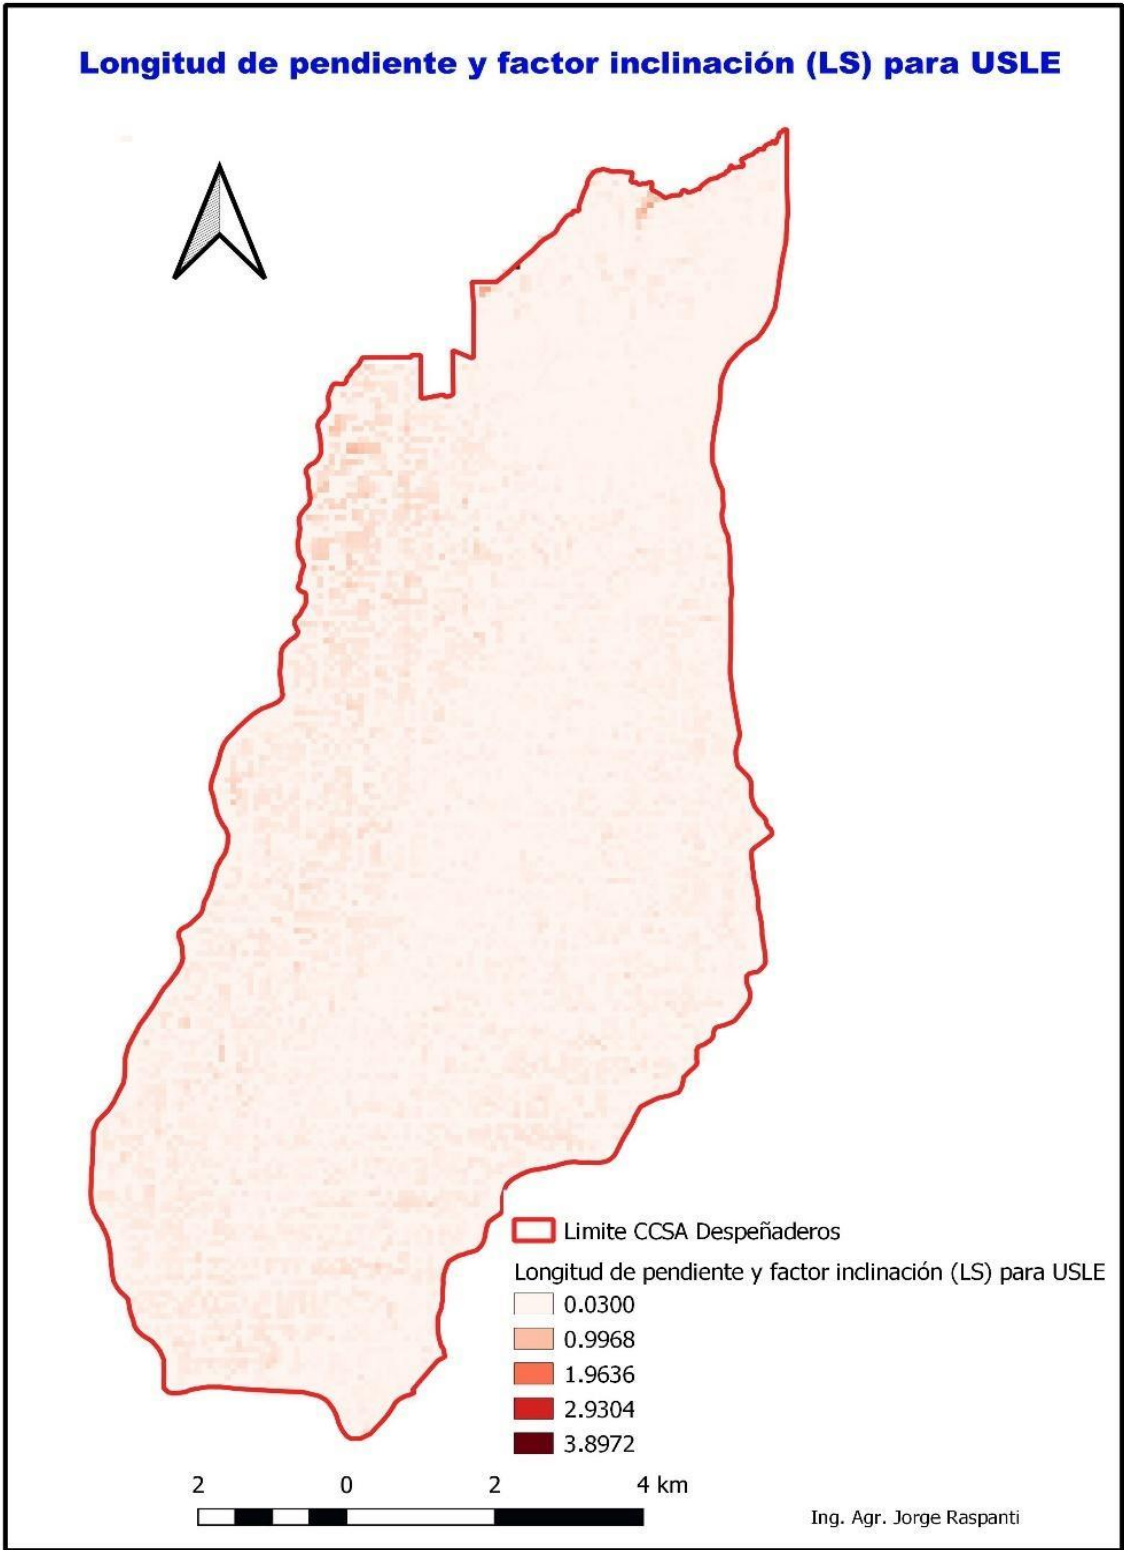 Longitud de pendiente y factor inclinación (LS) para USLE
Limite CCSA Despeñaderos
Longitud de pendiente y factor inclinación (LS) para USLE
0.0300
0.9968
1.9636
2.9304
3.8972
2 0 2 4 km
Ing. Agr. Jorge Raspanti